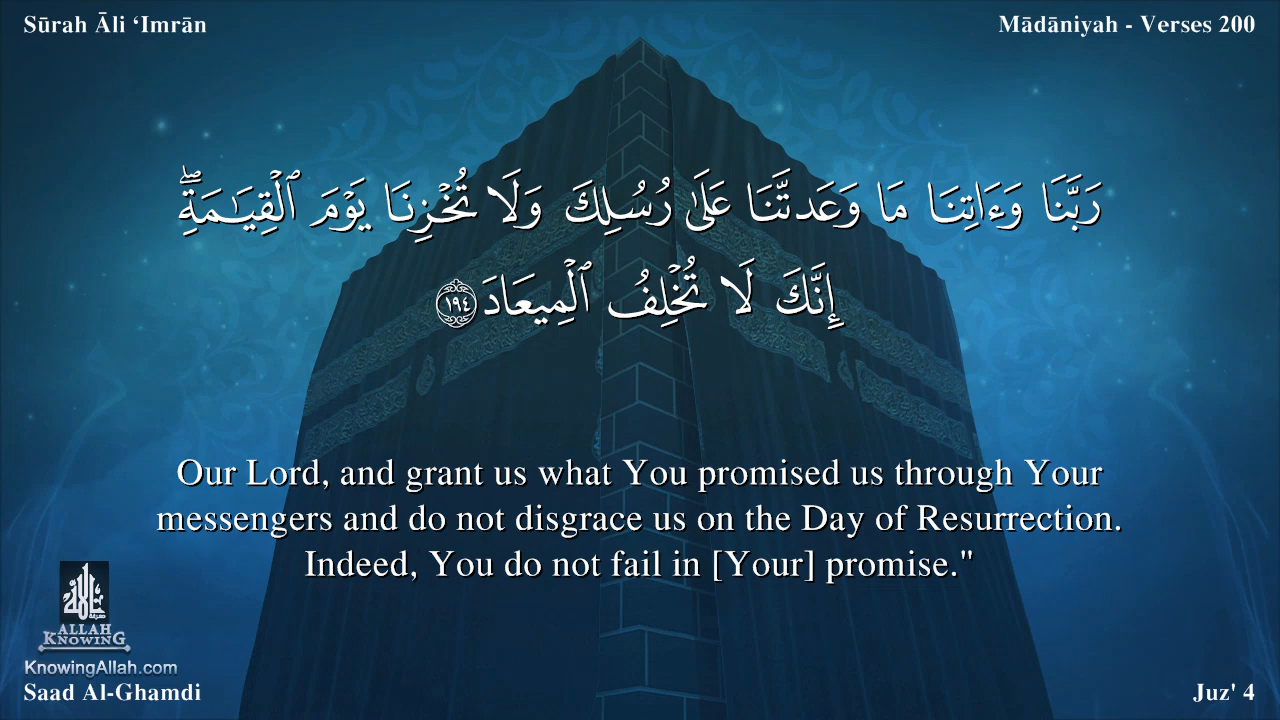 Sūrah Āli ‘Imrān
Mādāniyah - Verses 200
رَبَّنَا وَءَاتِنَا مَا وَعَدتَّنَا عَلَىٰ رُسُلِكَ وَلَا تُخْزِنَا يَوْمَ ٱلْقِيَـٰمَةِ ۖ
إِنَّكَ لَا تُخْلِفُ ٱلْمِيعَادَ ١٩٤
Our Lord, and grant us what You promised us through Your
messengers and do not disgrace us on the Day of Resurrection.
Indeed, You do not fail in [Your] promise."
ALLAH
KNOWING
KnowingAllah.com
Saad Al-Ghamdi
Juz' 4